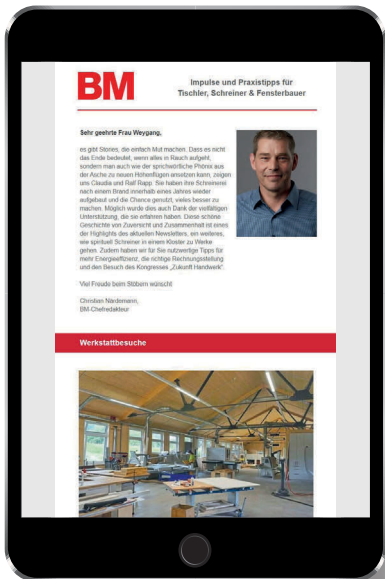 BM
Impulse und Praxistipps für
Tischler, Schreiner & Fensterbauer
Sehr geehrte Frau Weygang,
es gibt Stories, die einfach Mut machen. Dass es nicht
das Ende bedeutet, wenn alles in Rauch aufgeht,
sondern man auch wie der sprichwörtliche Phönix aus
der Asche zu neuen Höhenflügen ansetzen kann, zeigen
uns Claudia und Ralf Rapp. Sie haben ihre Schreinerei
nach einem Brand innerhalb eines Jahres wieder
aufgebaut und die Chance genutzt, vieles besser zu
machen. Möglich wurde dies auch Dank der vielfältigen
Unterstützung, die sie erfahren haben. Diese schöne
Geschichte von Zuversicht und Zusammenhalt ist eines
der Highlights des aktuellen Newsletters, ein weiteres,
wie spirituell Schreiner in einem Kloster zu Werke
gehen. Zudem haben wir für Sie nutzwertige Tipps für
mehr Energieeffizienz, die richtige Rechnungsstellung
und den Besuch des Kongresses „Zukunft Handwerk“.
Viel Freude beim Stöbern wünscht
Christian Närdemann,
BM-Chefredakteur
Werkstattbesuche